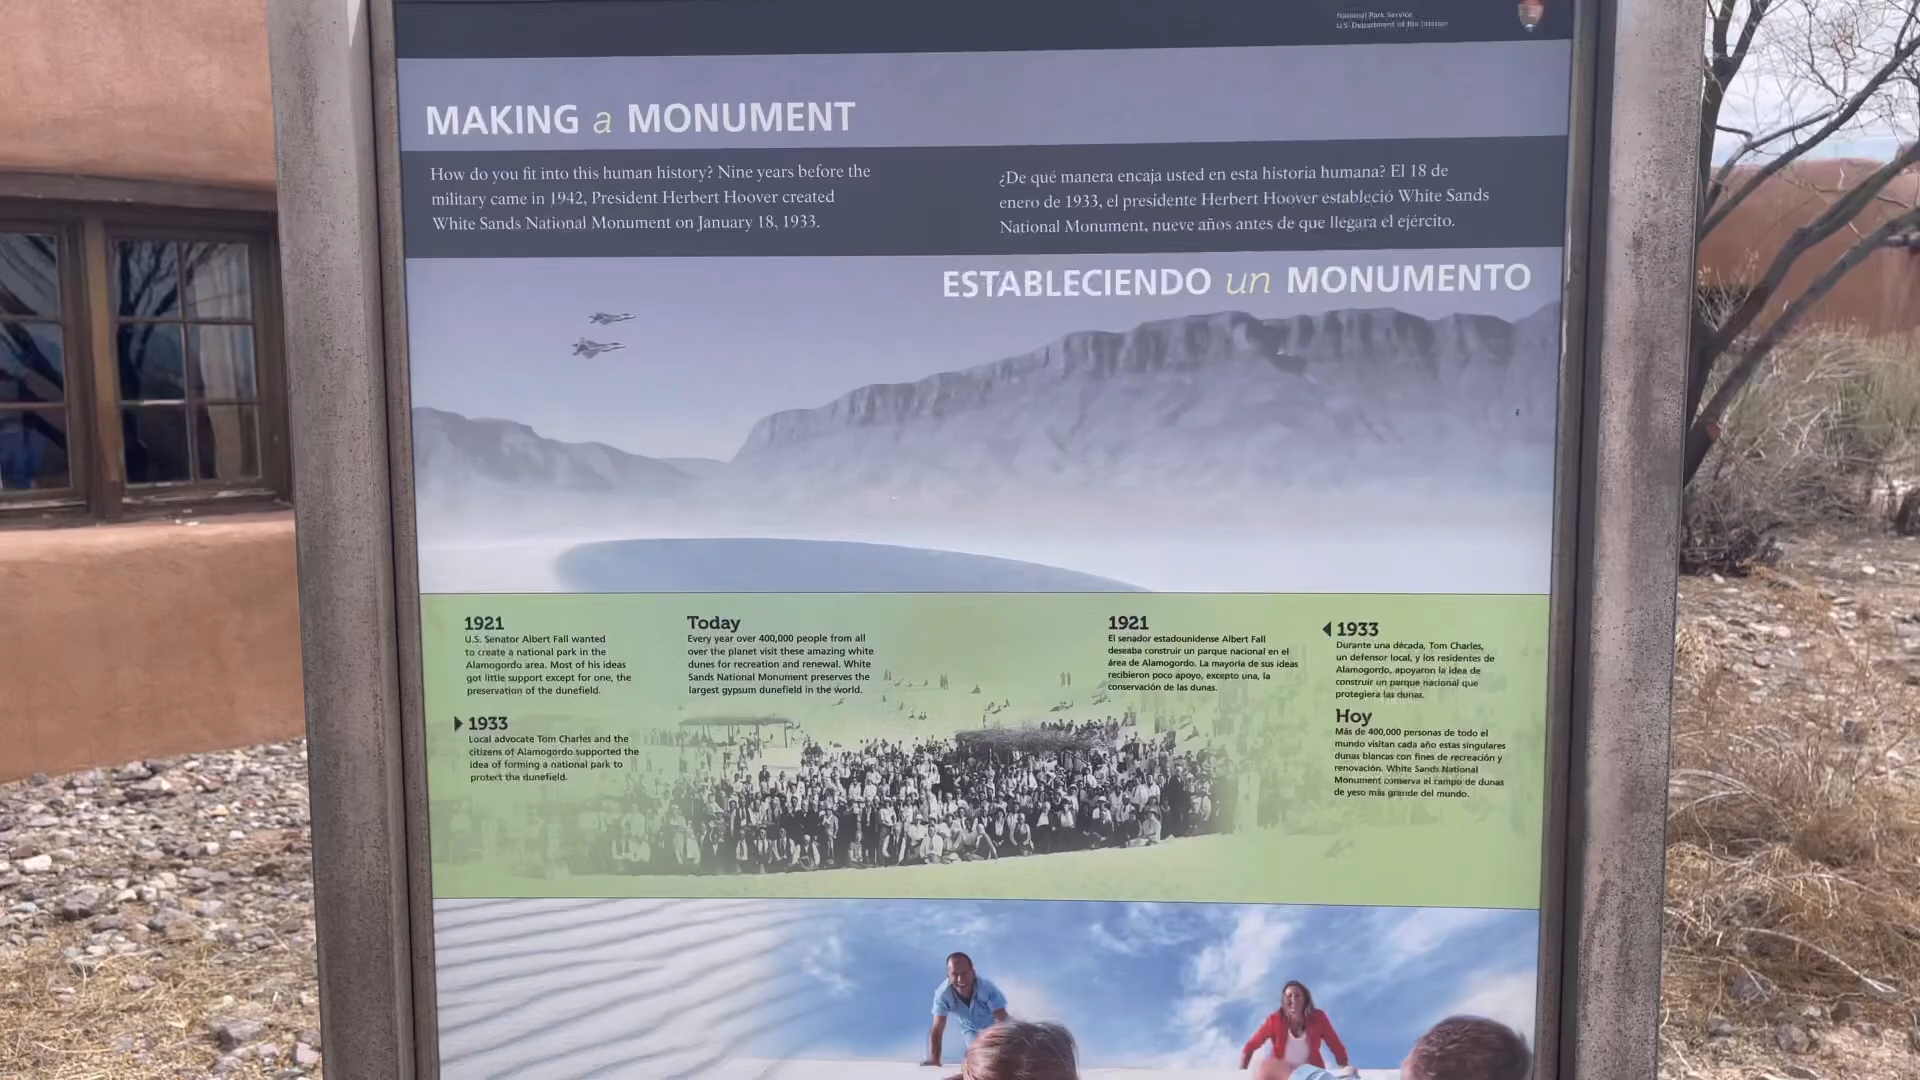 National Park Service
U.S. Department of the Interior
MAKING a MONUMENT
How do you fit into this human history? Nine years before the
military came in 1942, President Herbert Hoover created
White Sands National Monument on January 18, 1933.
¿De qué manera encaja usted en esta historia humana? El 18 de
enero de 1933, el presidente Herbert Hoover estableció White Sands
National Monument, nueve años antes de que llegara el ejército.
ESTABLECIENDO un MONUMENTO
1921
U.S. Senator Albert Fall wanted
to create a national park in the
Alamogordo area. Most of his ideas
got little support except for one, the
preservation of the dunefield.
1933
Local advocate Tom Charles and the
citizens of Alamogordo supported the
idea of forming a national park to
protect the dunefield.
Today
Every year over 400,000 people from all
over the planet visit these amazing white
dunes for recreation and renewal. White
Sands National Monument preserves the
largest gypsum dunefield in the world.
1921
El senador estadounidense Albert Fall
deseaba construir un parque nacional en el
área de Alamogordo. La mayoría de sus ideas
recibieron poco apoyo, excepto una, la
conservación de las dunas.
1933
Durante una década, Tom Charles,
un defensor local, y los residentes de
Alamogordo, apoyaron la idea de
construir un parque nacional que
protegiera las dunas.
Hoy
Más de 400,000 personas de todo el
mundo visitan cada año estas singulares
dunas blancas con fines de recreación y
renovación. White Sands National
Monument conserva el campo de dunas
de yeso más grande del mundo.